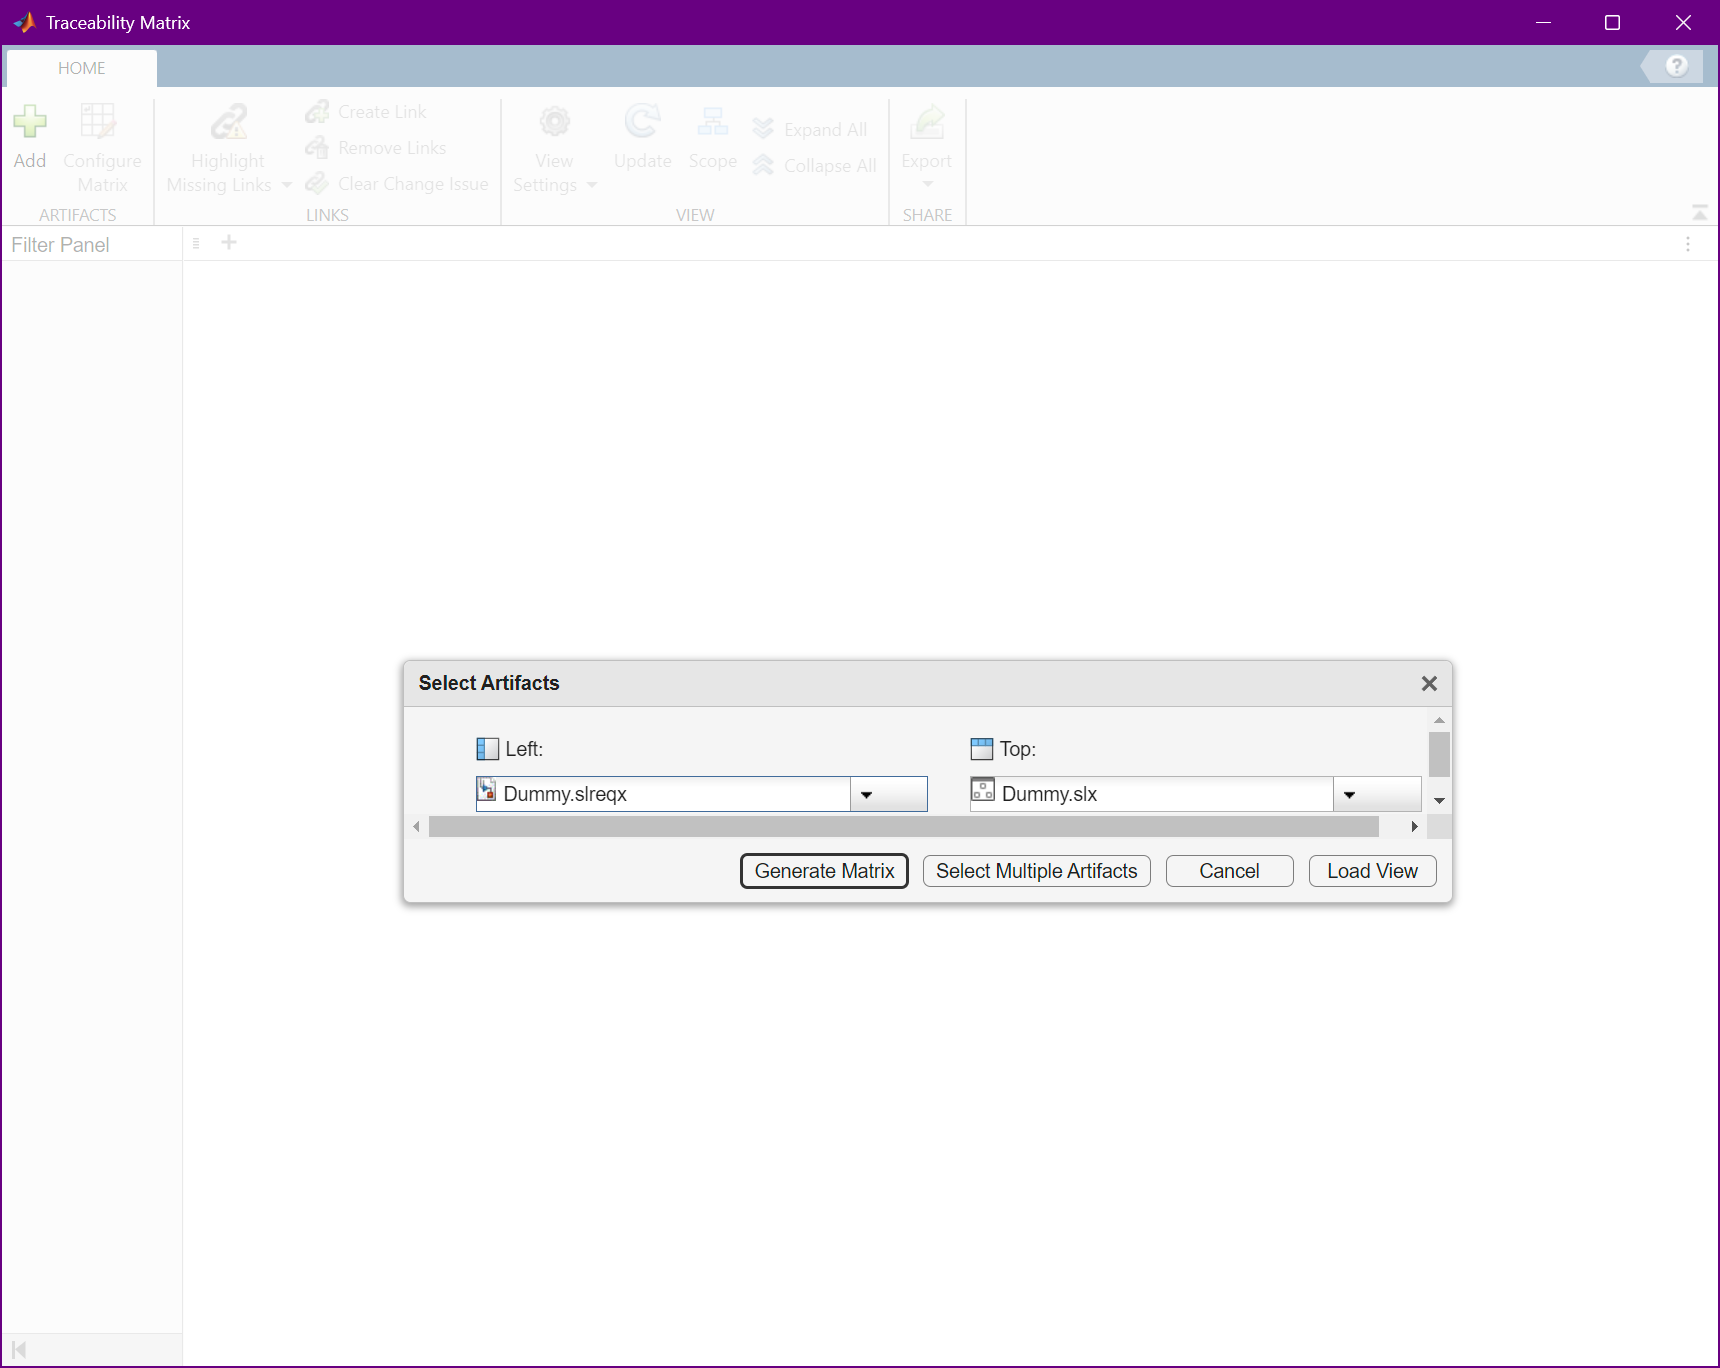 Traceability Matrix
HOME
Add
Configure
Matrix
ARTIFACTS
Highlight
Missing Links
Create Link
Remove Links
Clear Change Issue
LINKS
View
Settings
Update
Scope
Expand All
Collapse All
VIEW
Export
SHARE
Filter Panel
Select Artifacts
Left:
Top:
Dummy.slreqx
Dummy.slx
Generate Matrix
Select Multiple Artifacts
Cancel
Load View